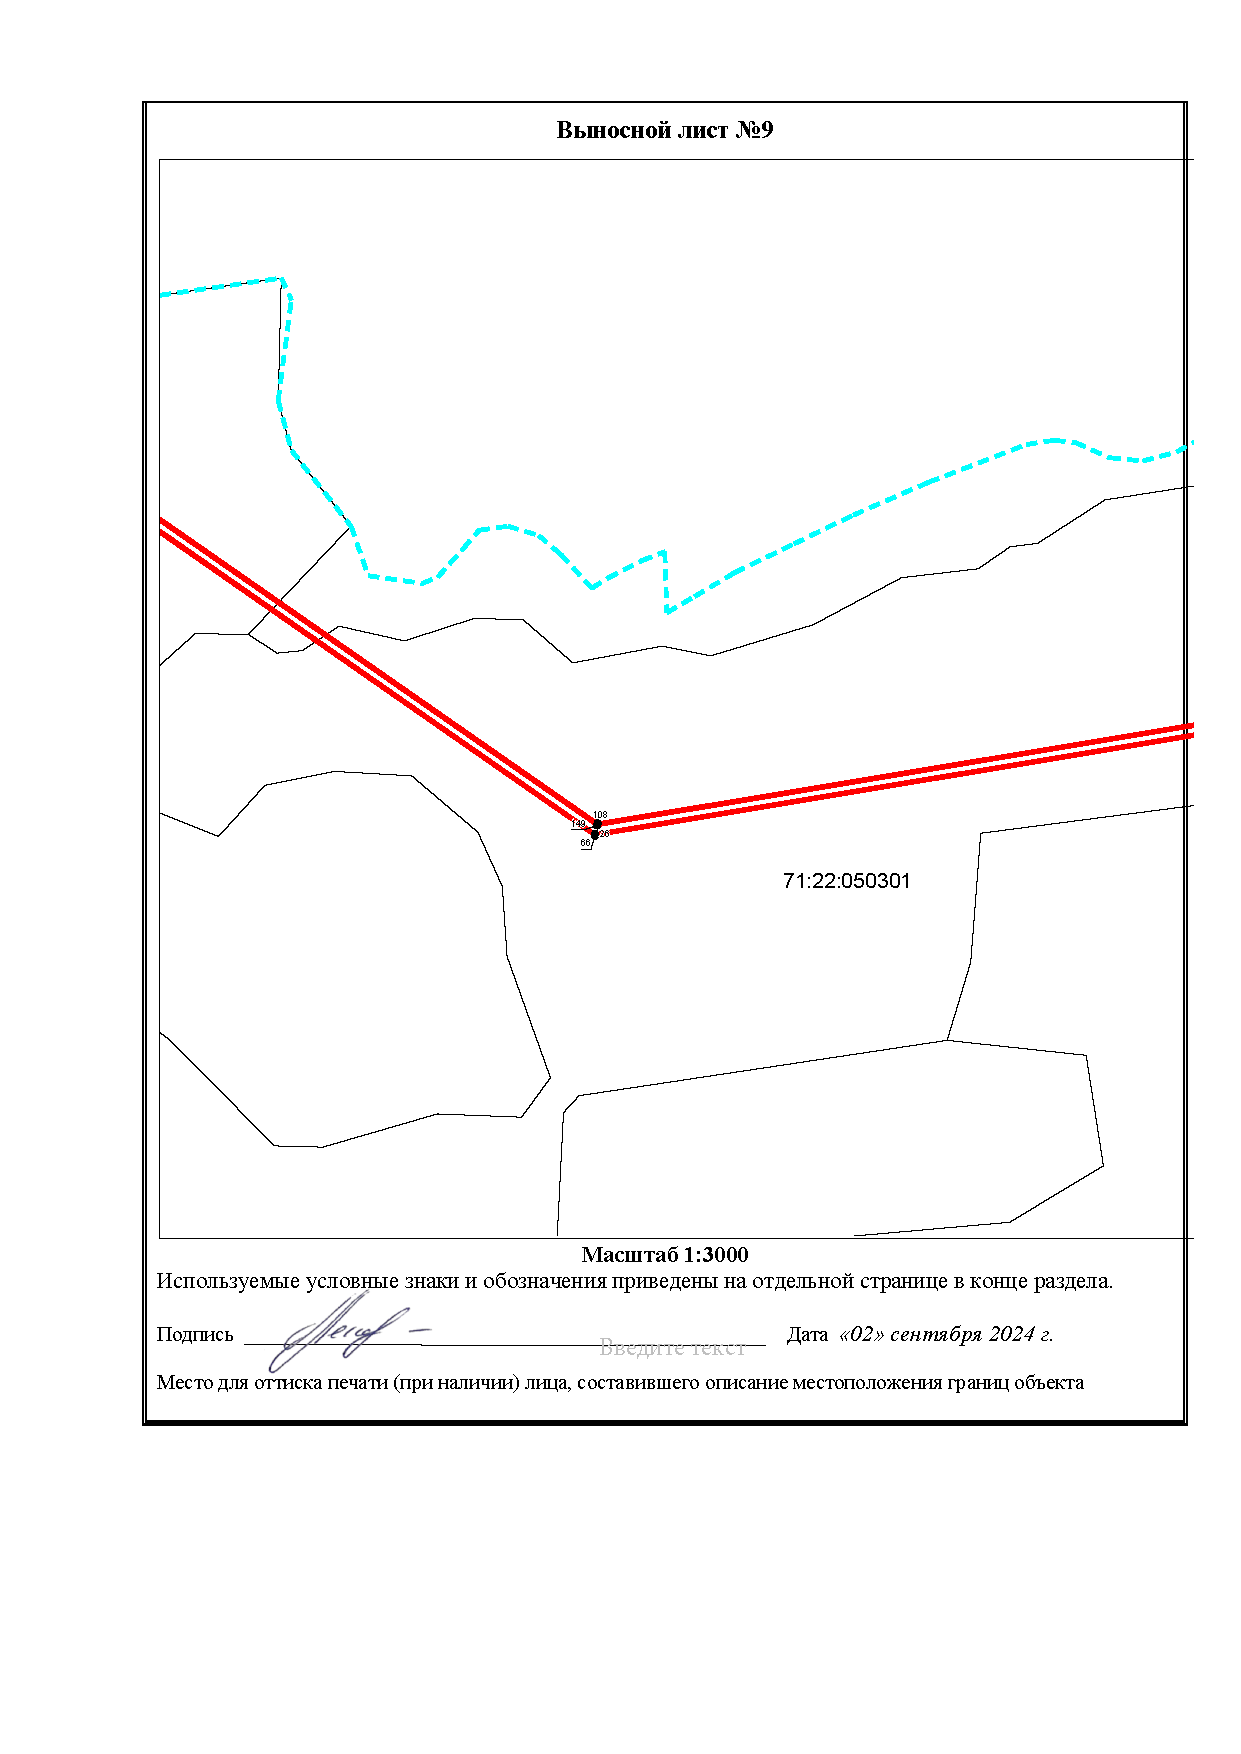 Выносной лист №9
108
149
26
66
71:22:050301
Масштаб 1:3000
Используемые условные знаки и обозначения приведены на отдельной странице в конце раздела.
Подпись Введите текст Дата «02» сентября 2024 г.
Место для оттиска печати (при наличии) лица, составившего описание местоположения границ объекта